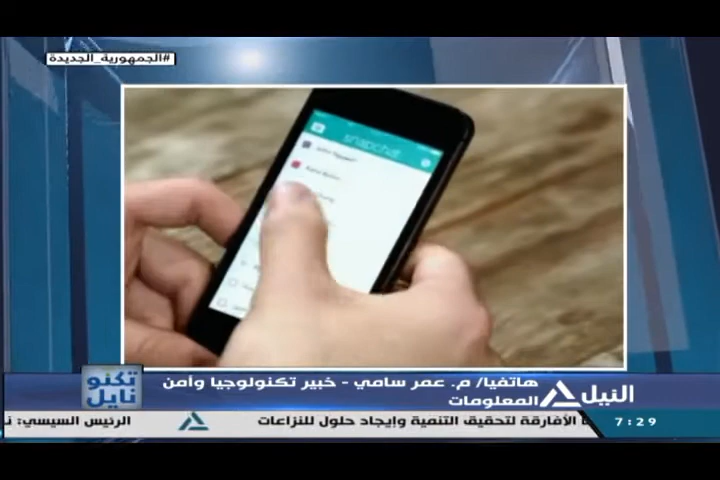 #الجمهورية_الجديدة
snapchat
هاتفيا/ م. عمر سامي - خبير تكنولوجيا وأمن
المعلومات
النيل
تكنو
نايل
الأفارقة لتحقيق التنمية وإيجاد حلول للنزاعات
الرئيس السيسي:
7:29